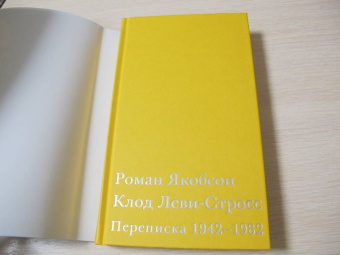 Роман Якобсон
Клод Леви-Стросс
Переписка 1942–1982